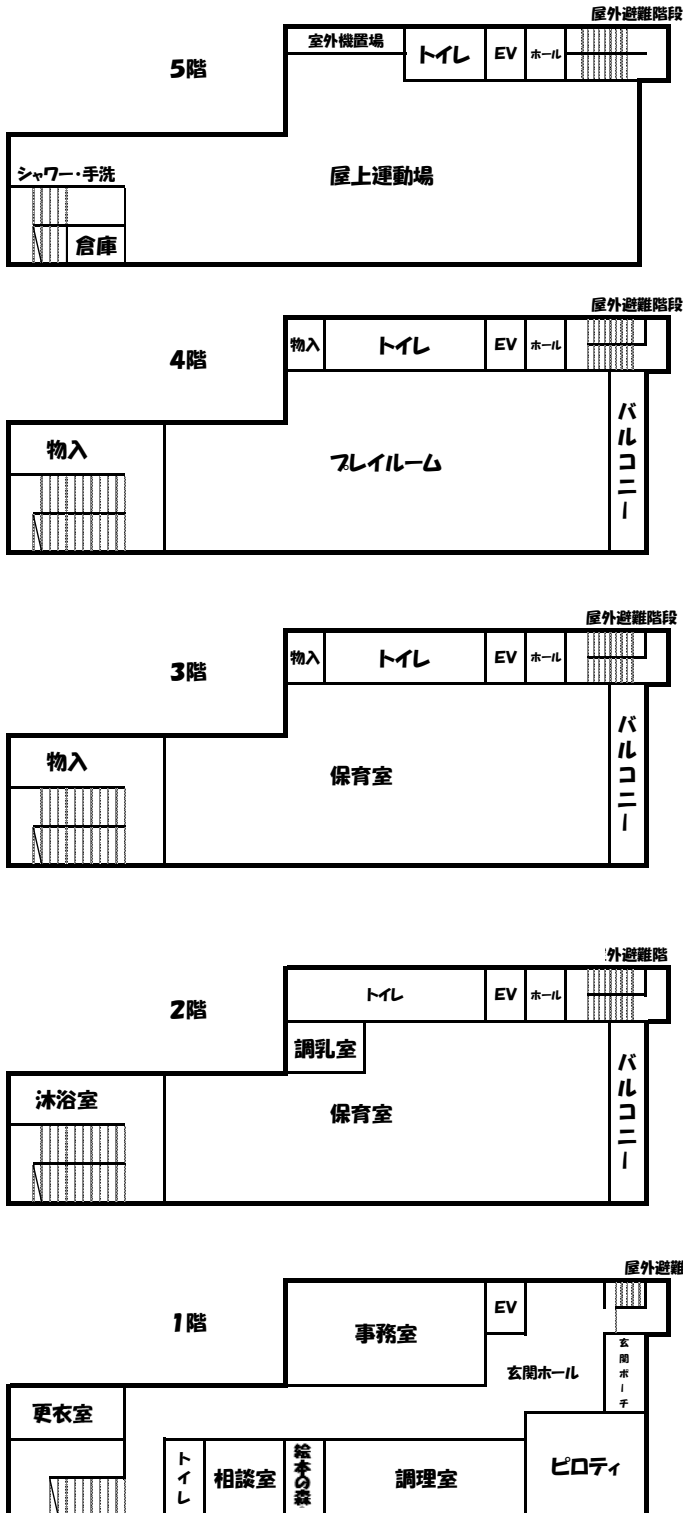 屋外避難階段
室外機置場
トイレ
EV
ホール
5階
シャワー・手洗
屋上運動場
倉庫
屋外避難階段
物入
トイレ
EV
ホール
4階
バルコニー
物入
プレイルーム
屋外避難階段
物入
トイレ
EV
ホール
3階
バルコニー
物入
保育室
外避難階
トイレ
EV
ホール
2階
調乳室
バルコニー
沐浴室
保育室
屋外避難
EV
1階
事務室
玄関ホール
玄関ポーチ
更衣室
トイレ
相談室
絵本の森
調理室
ピロティ